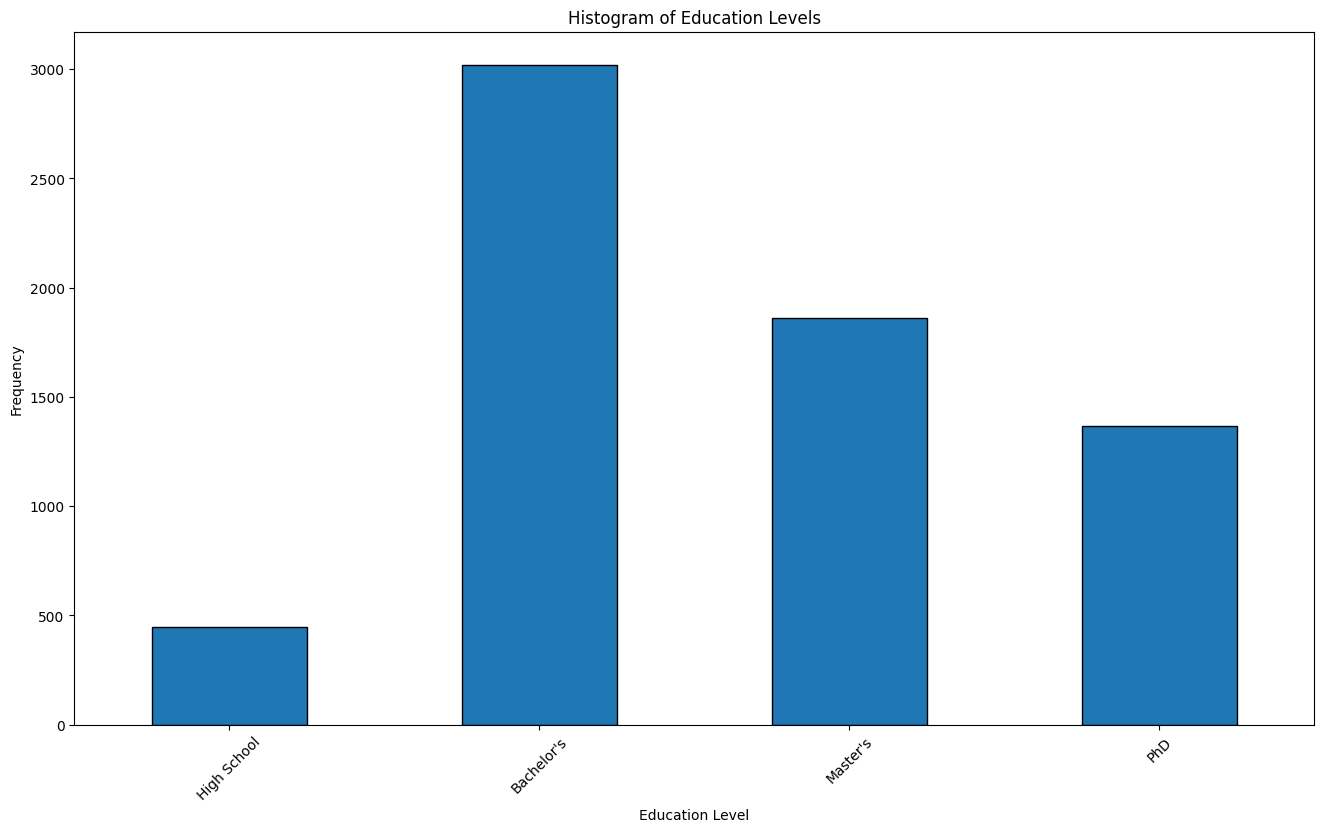 Histogram of Education Levels
3000
2500
2000
1500
1000
500
0
Frequency
High School
Bachelor's
Master's
PhD
Education Level